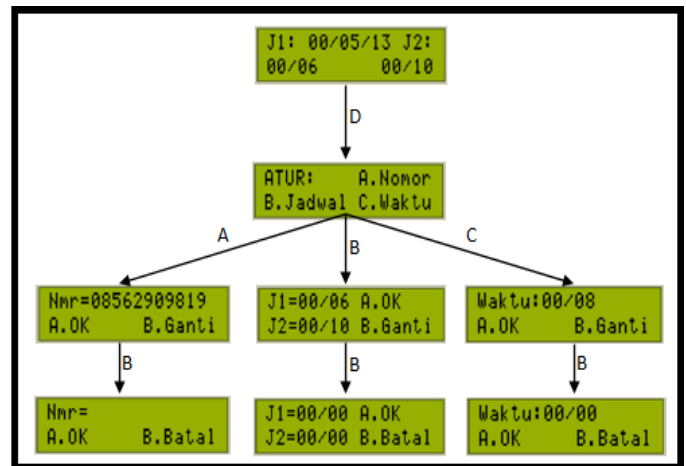 J1: 00/05/13 J2:
00/06 00/10
D
ATUR: A.Nomor
B.Jadwal C.Waktu
A
B
C
Nmr=08562909819
A.OK B.Ganti
J1=00/06 A.OK
J2=00/10 B.Ganti
Waktu:00/08
A.OK B.Ganti
B
B
B
Nmr=
A.OK B.Batal
J1=00/00 A.OK
J2=00/00 B.Batal
Waktu:00/00
A.OK B.Batal